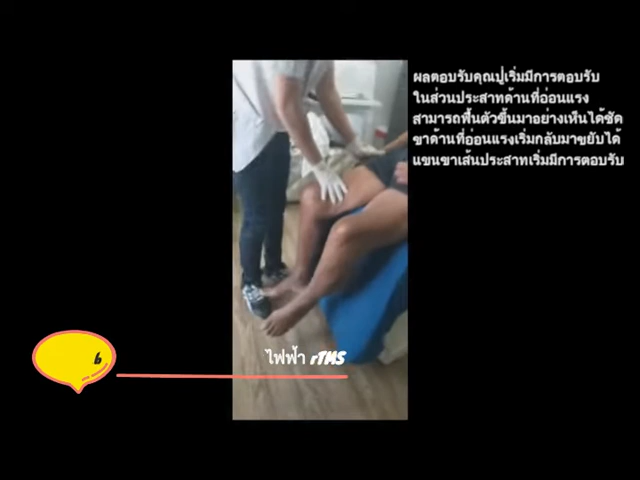 ผลตอบรับคุณปู่เริ่มมีการตอบรับ
ในส่วนประสาทด้านที่อ่อนแรง
สามารถฟื้นตัวขึ้นมาอย่างเห็นได้ชัด
ขาด้านที่อ่อนแรงเริ่มกลับมาขยับได้
แขนขาเส้นประสาทเริ่มมีการตอบรับ
ไฟฟ้า rTMS
6